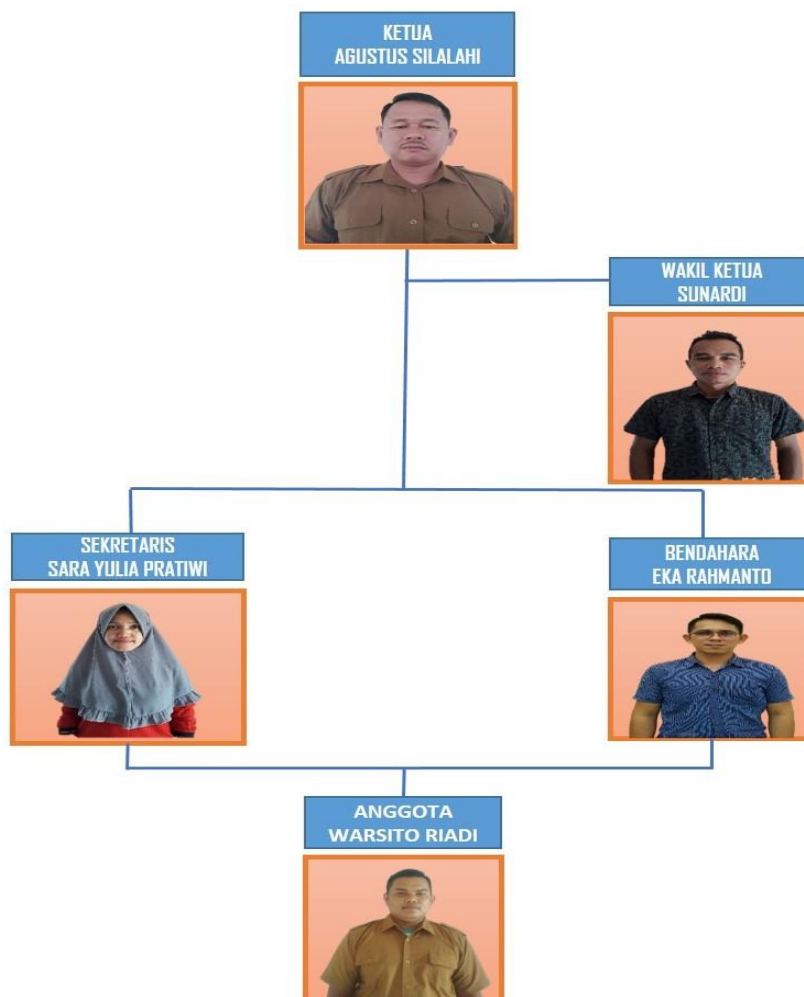 KETUA
AGUSTUS SILALAHI
WAKIL KETUA
SUNARDI
SEKRETARIS
SARA YULIA PRATIWI
BENDAHARA
EKA RAHMANTO
ANGGOTA
WARSITO RIADI